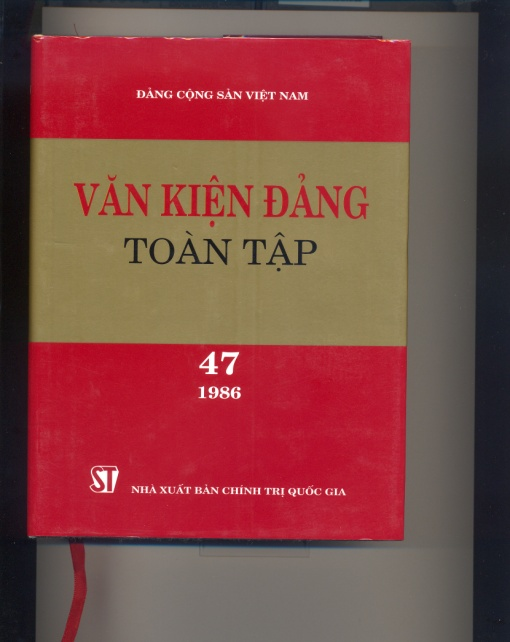 ĐẢNG CỘNG SẢN VIỆT NAM
VĂN KIỆN ĐẢNG
TOÀN TẬP
47
1986
ST
NHÀ XUẤT BẢN CHÍNH TRỊ QUỐC GIA